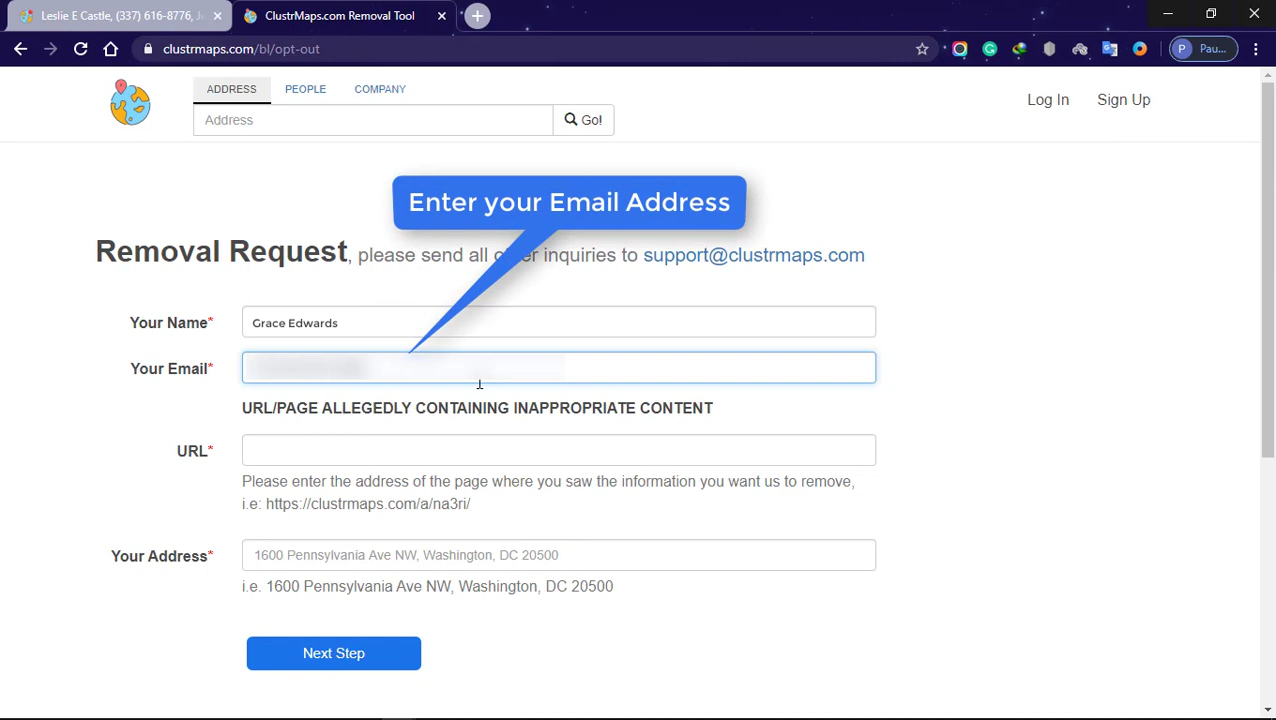 Leslie E Castle, (337) 616-8776, Je
ClustrMaps.com Removal Tool
clustrmaps.com/bl/opt-out
P Pau...
ADDRESS PEOPLE COMPANY
Address
Go!
Log In Sign Up
Enter your Email Address
Removal Request, please send all inquiries to support@clustrmaps.com
Your Name* Grace Edwards
Your Email*
URL/PAGE ALLEGEDLY CONTAINING INAPPROPRIATE CONTENT
URL*
Please enter the address of the page where you saw the information you want us to remove,
i.e: https://clustrmaps.com/a/na3ri/
Your Address* 1600 Pennsylvania Ave NW, Washington, DC 20500
i.e. 1600 Pennsylvania Ave NW, Washington, DC 20500
Next Step